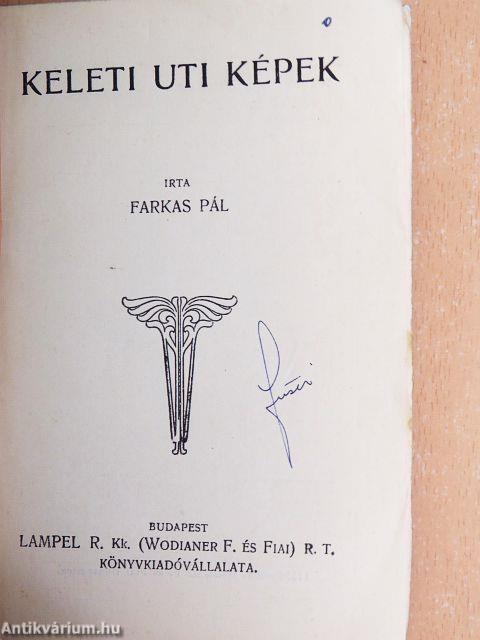 KELETI UTI KÉPEK
IRTA
FARKAS PÁL
BUDAPEST
LAMPEL R. Kk. (WODIANER F. ÉS FIAI) R. T.
KÖNYVKIADÓVÁLLALATA.
Antikvárium.hu